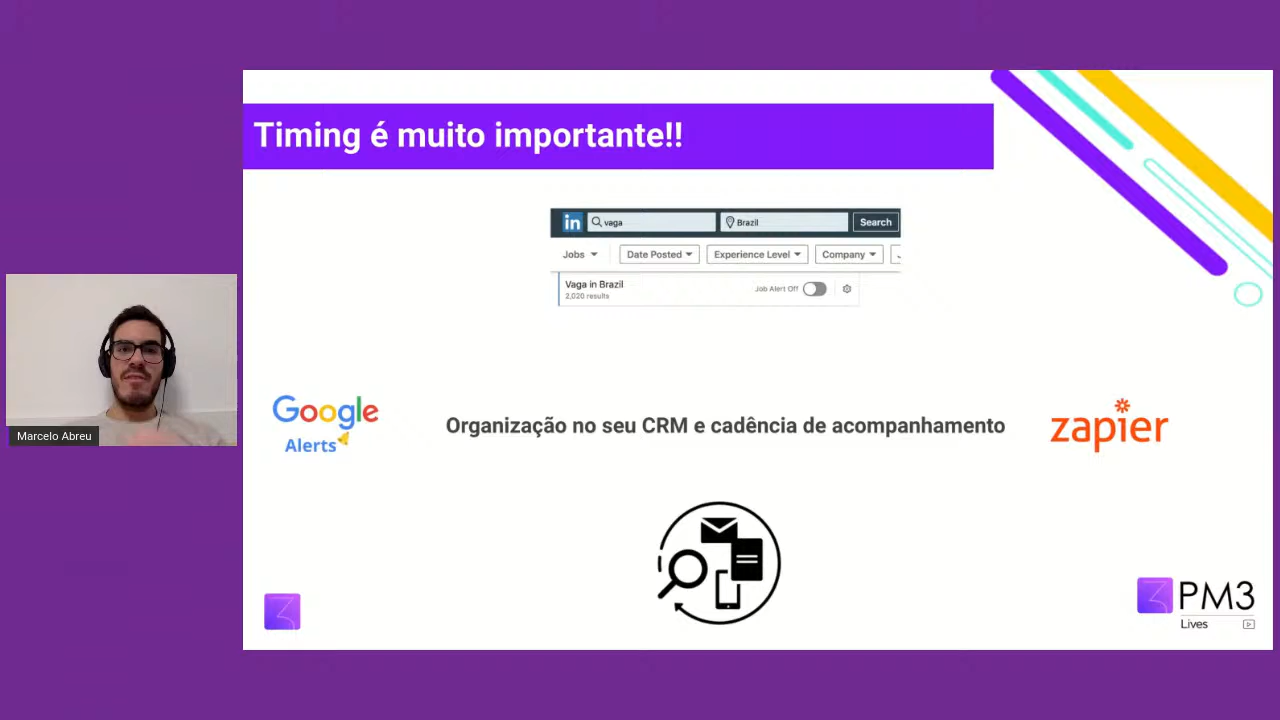 Timing é muito importante!!
in
vaga
Brazil
Search
Jobs
Date Posted
Experience Level
Company
Vaga in Brazil
2,020 results
Job Alert Off
Google
Alerts
Organização no seu CRM e cadência de acompanhamento
zapier
Marcelo Abreu
PM3
Lives